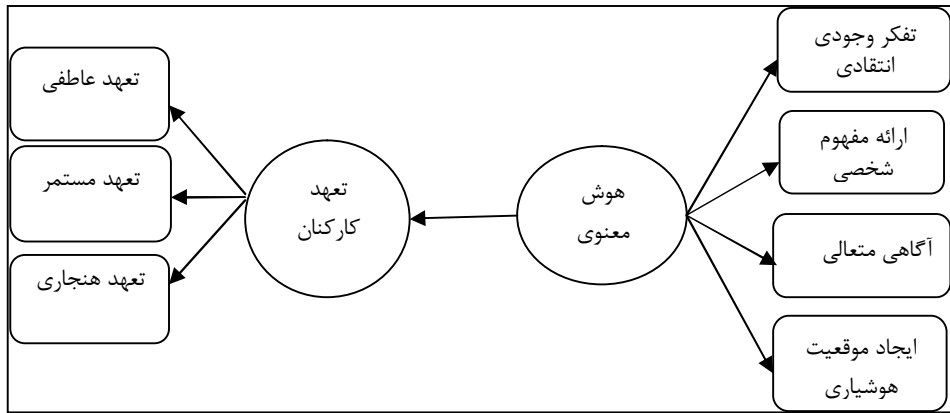 تفکر وجودی
انتقادی
ارائه مفهوم
شخصی
آگاهی متعالی
ایجاد موقعیت
هوشیاری
هوش
معنوی
تعهد
کارکنان
تعهد عاطفی
تعهد مستمر
تعهد هنجاری